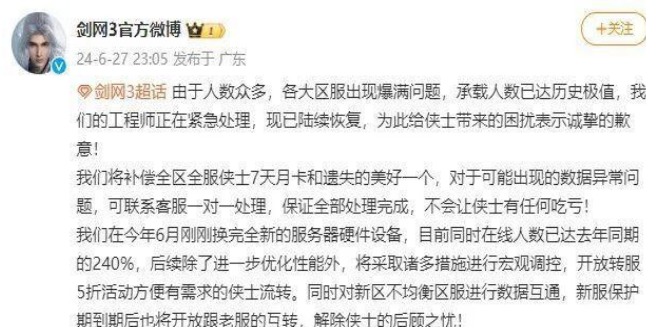 剑网3官方微博 1
+关注
24-6-27 23:05 发布于 广东
剑网3超话 由于人数众多，各大区服出现爆满问题，承载人数已达历史极值，我
们的工程师正在紧急处理，现已陆续恢复，为此给侠士带来的困扰表示诚挚的歉
意！
我们将补偿全区全服侠士7天月卡和遗失的美好一个，对于可能出现的数据异常问
题，可联系客服一对一处理，保证全部处理完成，不会让侠士有任何吃亏！
我们在今年6月刚刚换完全新的服务器硬件设备，目前同时在线人数已达去年同期
的240%，后续除了进一步优化性能外，将采取诸多措施进行宏观调控，开放转服
5折活动方便有需求的侠士流转。同时对新区不均衡区服进行数据互通，新服保护
期到期后也将开放跟老服的互转，解除侠士的后顾之忧！